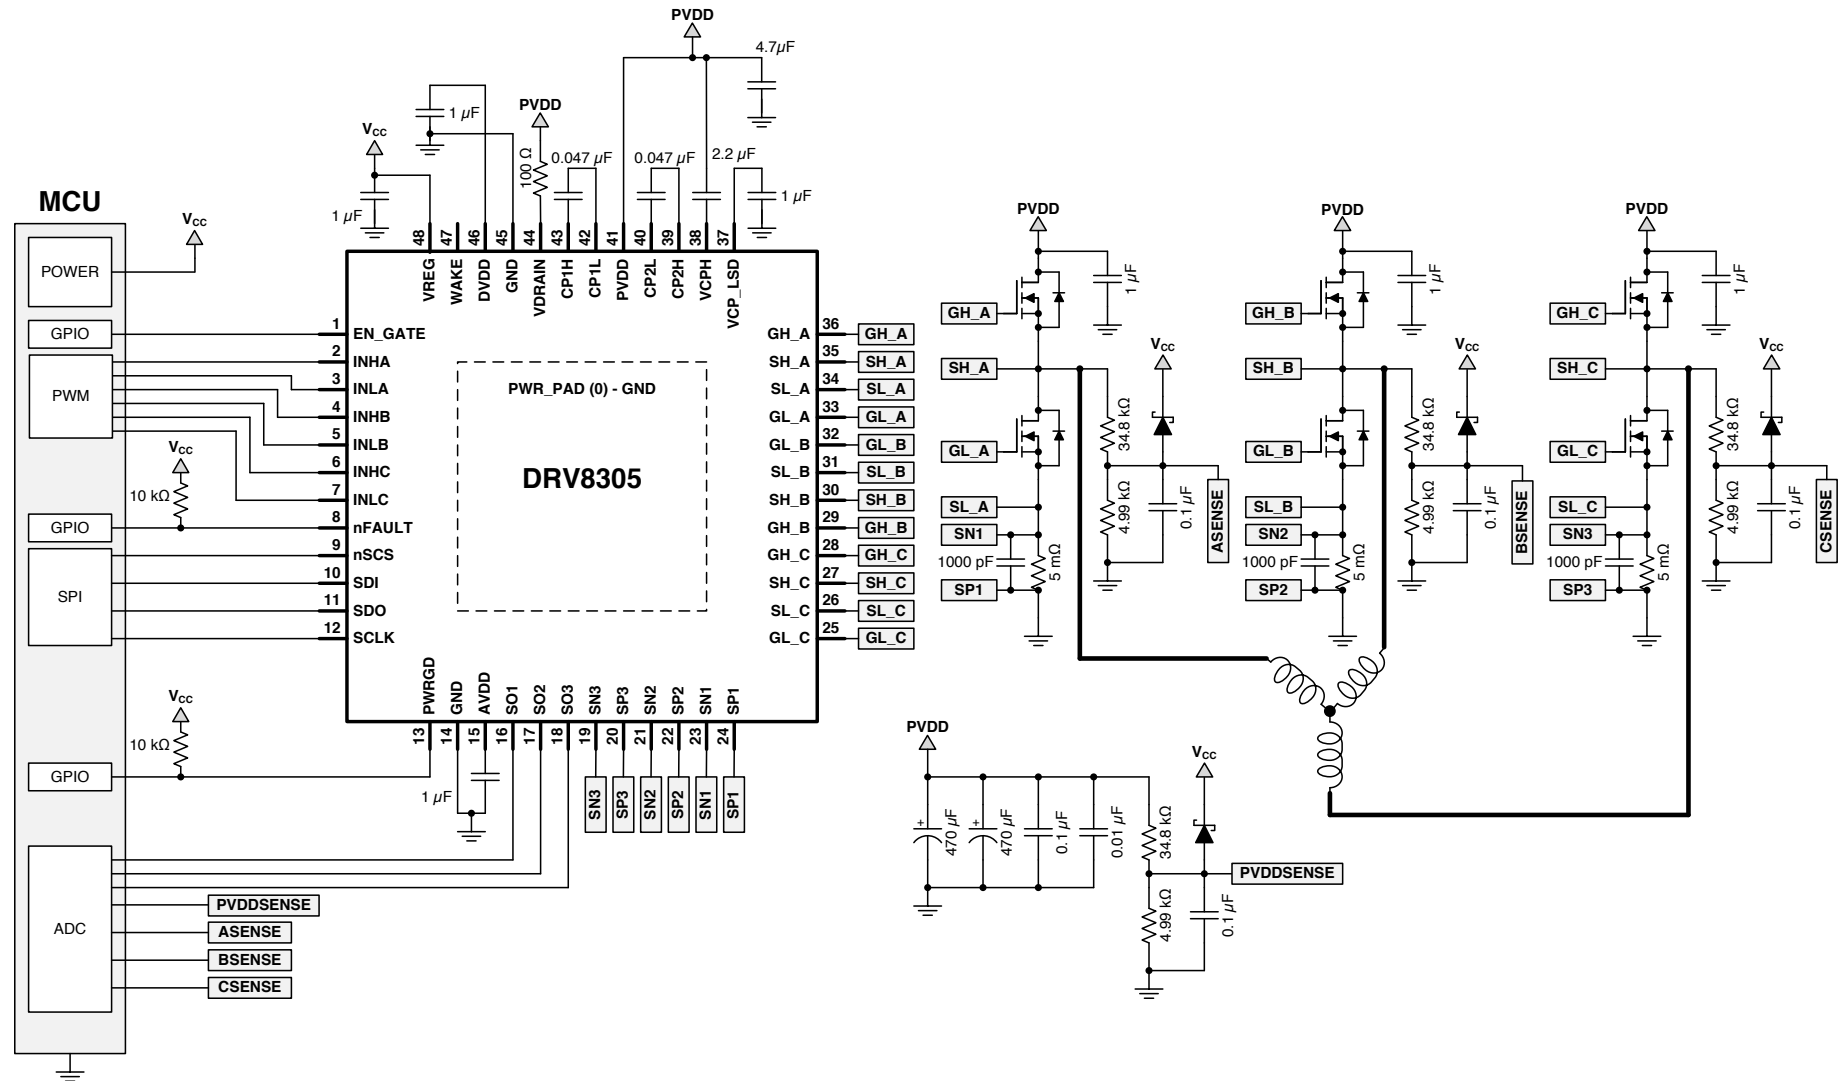 PVDD
4.7µF
1 µF
PVDD
V_CC
100 Ω
0.047 µF
0.047 µF
2.2 µF
1 µF
1 µF
MCU
V_CC
POWER
GPIO
PWM
10 kΩ
V_CC
GPIO
SPI
V_CC
10 kΩ
GPIO
ADC
PVDDSENSE
ASENSE
BSENSE
CSENSE
48 47 46 45 44 43 42 41 40 39 38 37
VREG WAKE DVDD GND VDRAIN CP1H CP1L PVDD CP2L CP2H VCPH VCP_LSD
1 EN_GATE
2 INHA
3 INLA
4 INHB
5 INLB
6 INHC
7 INLC
8 nFAULT
9 nSCS
10 SDI
11 SDO
12 SCLK
PWR_PAD (0) - GND
DRV8305
GH_A 36 GH_A
SH_A 35 SH_A
SL_A 34 SL_A
GL_A 33 GL_A
GL_B 32 GL_B
SL_B 31 SL_B
SH_B 30 SH_B
GH_B 29 GH_B
GH_C 28 GH_C
SH_C 27 SH_C
SL_C 26 SL_C
GL_C 25 GL_C
PWRGD GND AVDD SO1 SO2 SO3 SN3 SP3 SN2 SP2 SN1 SP1
13 14 15 16 17 18 19 20 21 22 23 24
1 µF
SN3 SP3 SN2 SP2 SN1 SP1
PVDD
1 µF
GH_A
V_CC
SH_A
34.8 kΩ
GL_A
4.99 kΩ
0.1 µF
ASENSE
SL_A
SN1
1000 pF
5 mΩ
SP1
PVDD
1 µF
GH_B
V_CC
SH_B
34.8 kΩ
GL_B
4.99 kΩ
0.1 µF
BSENSE
SL_B
SN2
1000 pF
5 mΩ
SP2
PVDD
1 µF
GH_C
V_CC
SH_C
34.8 kΩ
GL_C
4.99 kΩ
0.1 µF
CSENSE
SL_C
SN3
1000 pF
5 mΩ
SP3
PVDD
V_CC
+
470 µF
+
470 µF
0.1 µF
0.01 µF
34.8 kΩ
PVDDSENSE
4.99 kΩ
0.1 µF